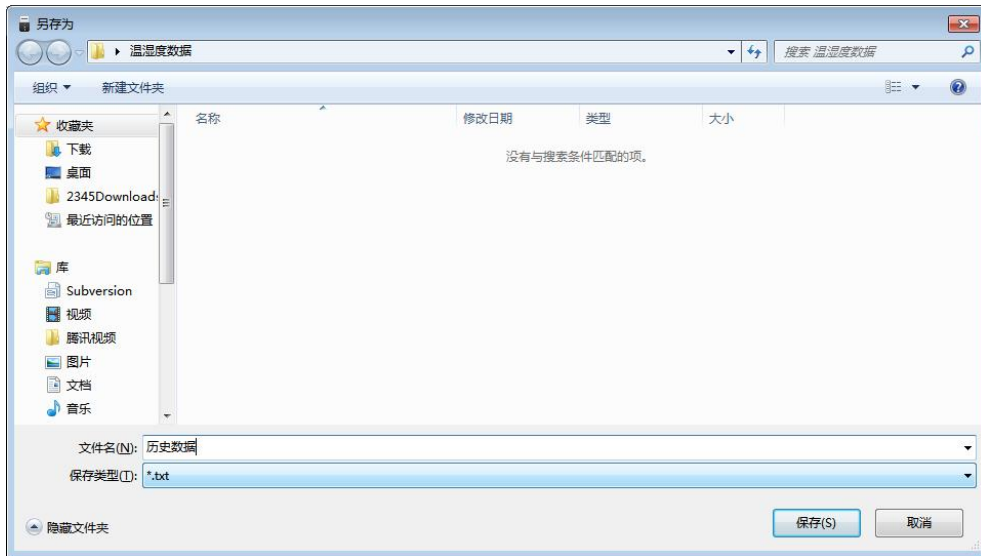 另存为
温湿度数据
搜索 温湿度数据
组织 新建文件夹
收藏夹
下载
桌面
2345Downloads
最近访问的位置
库
Subversion
视频
腾讯视频
图片
文档
音乐
名称 修改日期 类型 大小
没有与搜索条件匹配的项。
文件名(N): 历史数据
保存类型(T): *.txt
隐藏文件夹
保存(S) 取消